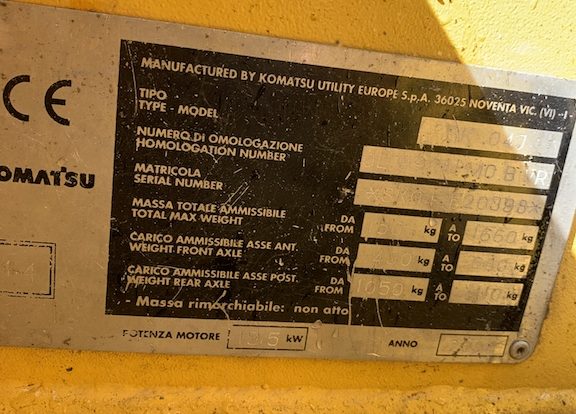 CE
MANUFACTURED BY KOMATSU UTILITY EUROPE S.p.A. 36025 NOVENTA VIC. (VI) -I-
TIPO
TYPE - MODEL
NUMERO DI OMOLOGAZIONE
HOMOLOGATION NUMBER
OMATSU
MATRICOLA
SERIAL NUMBER
MASSA TOTALE AMMISSIBILE DA A
TOTAL MAX WEIGHT FROM kg TO 1660 kg
CARICO AMMISSIBILE ASSE ANT. DA A
WEIGHT FRONT AXLE FROM kg TO kg
CARICO AMMISSIBILE ASSE POST. DA A
WEIGHT REAR AXLE FROM 1050 kg TO kg
- Massa rimorchiabile: non atto
POTENZA MOTORE kW ANNO